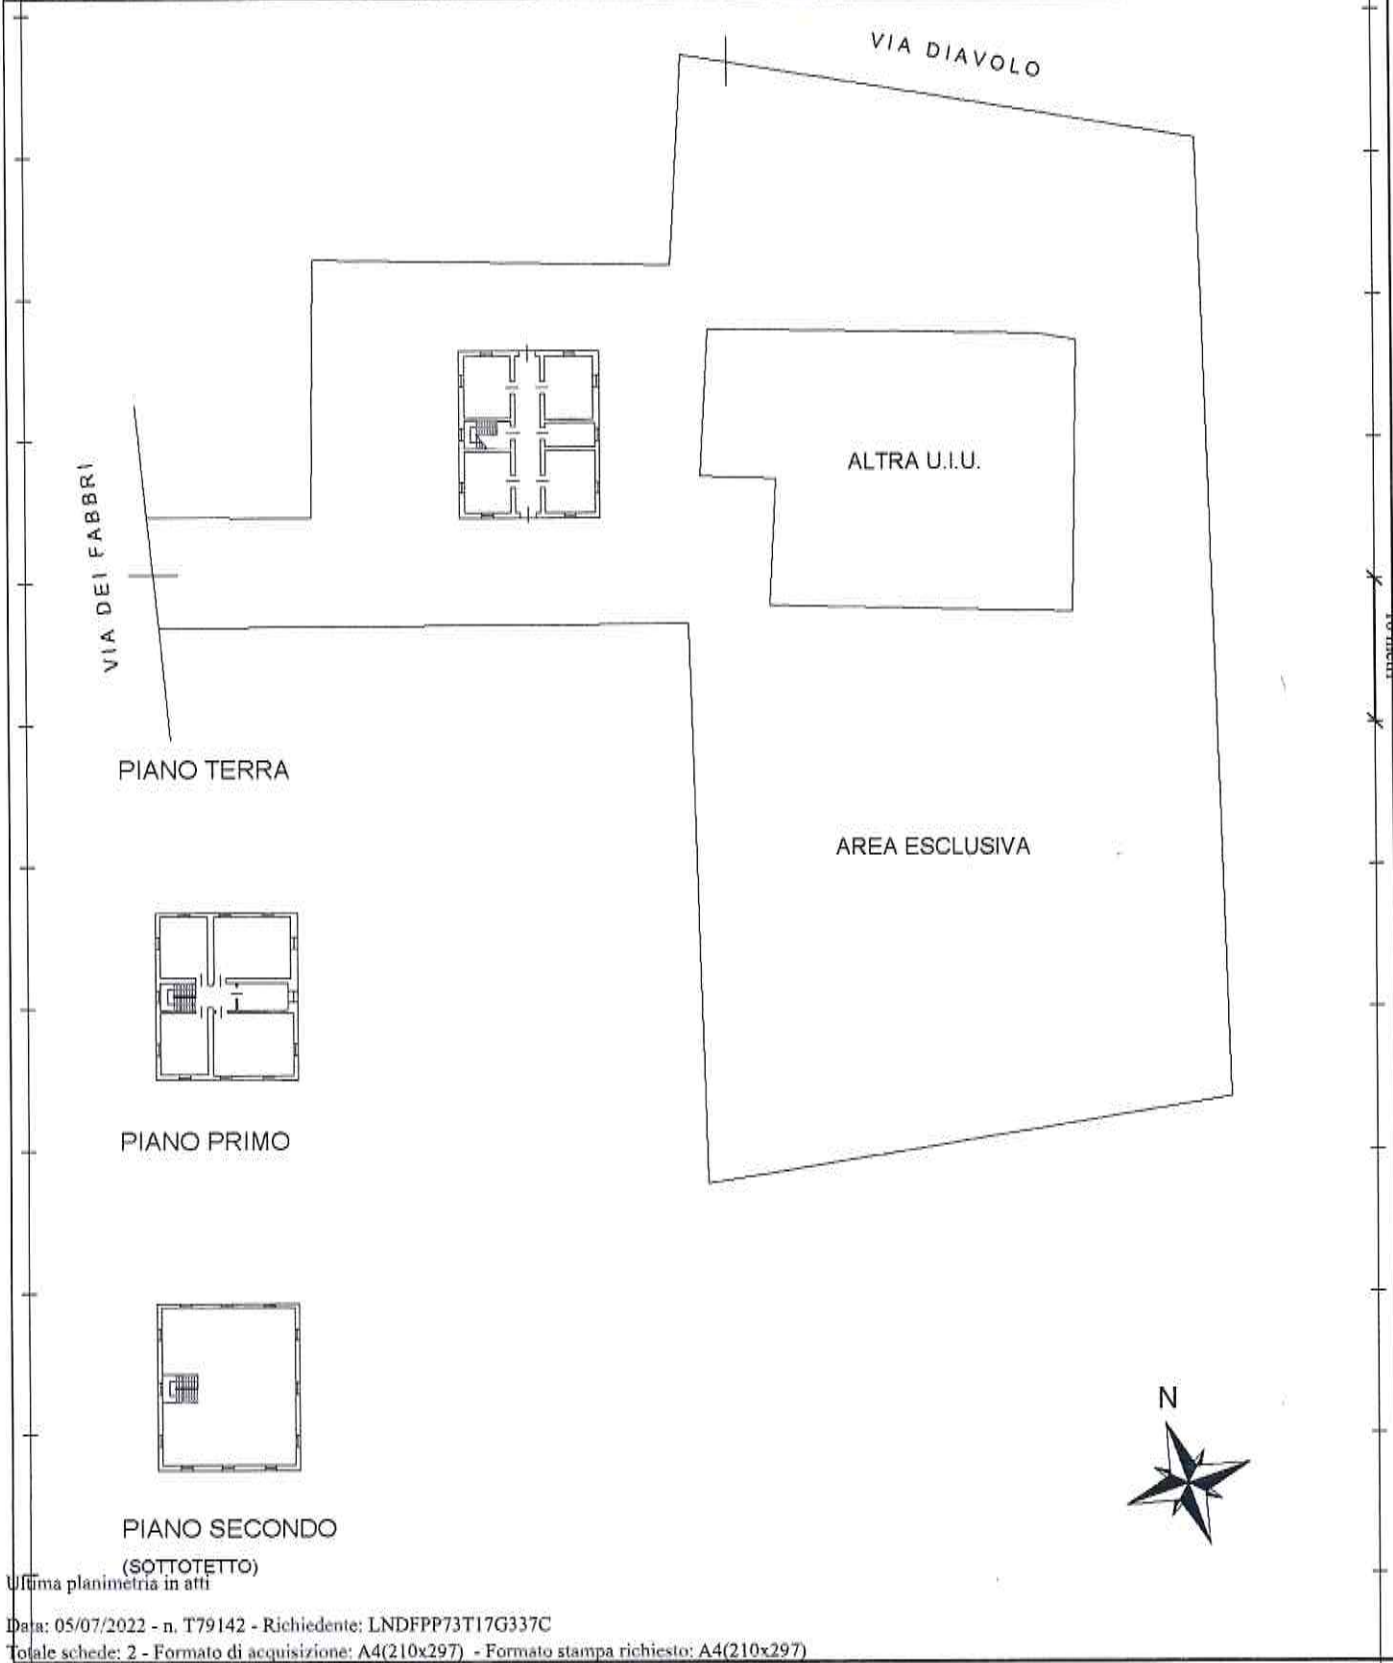 VIA DIAVOLO
ALTRA U.I.U.
VIA DEI FABBRI
PIANO TERRA
AREA ESCLUSIVA
PIANO PRIMO
N
PIANO SECONDO
(SOTTOTETTO)
Ultima planimetria in atti
Data: 05/07/2022 - n. T79142 - Richiedente: LNDFPP73T17G337C
Totale schede: 2 - Formato di acquisizione: A4(210x297) - Formato stampa richiesto: A4(210x297)